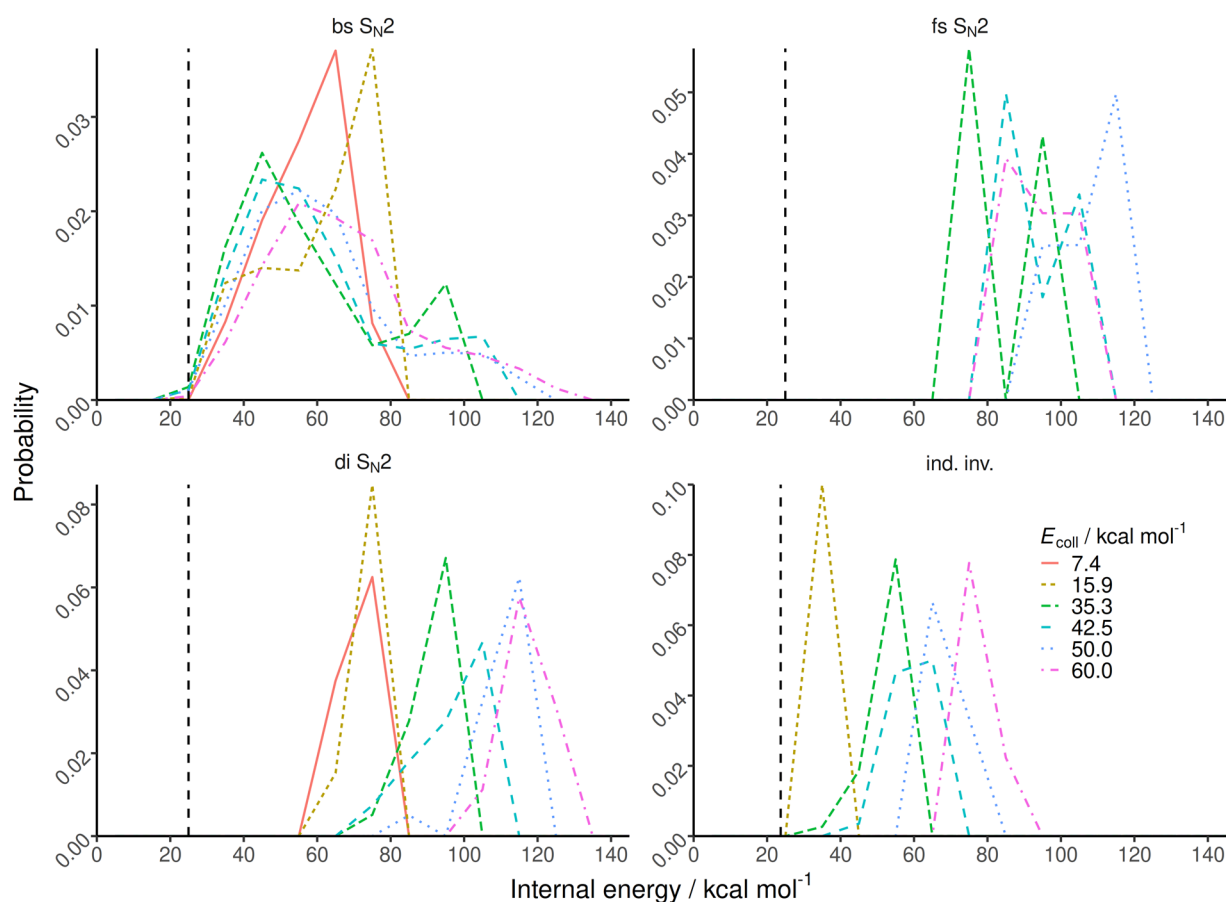 bs S_N2
fs S_N2
0.00 0.01 0.02 0.03
0 20 40 60 80 100 120 140
0.00 0.01 0.02 0.03 0.04 0.05
0 20 40 60 80 100 120 140
Probability
di S_N2
ind. inv.
0.00 0.02 0.04 0.06 0.08
0 20 40 60 80 100 120 140
0.00 0.02 0.04 0.06 0.08 0.10
0 20 40 60 80 100 120 140
E_coll / kcal mol⁻¹
7.4
15.9
35.3
42.5
50.0
60.0
Internal energy / kcal mol⁻¹